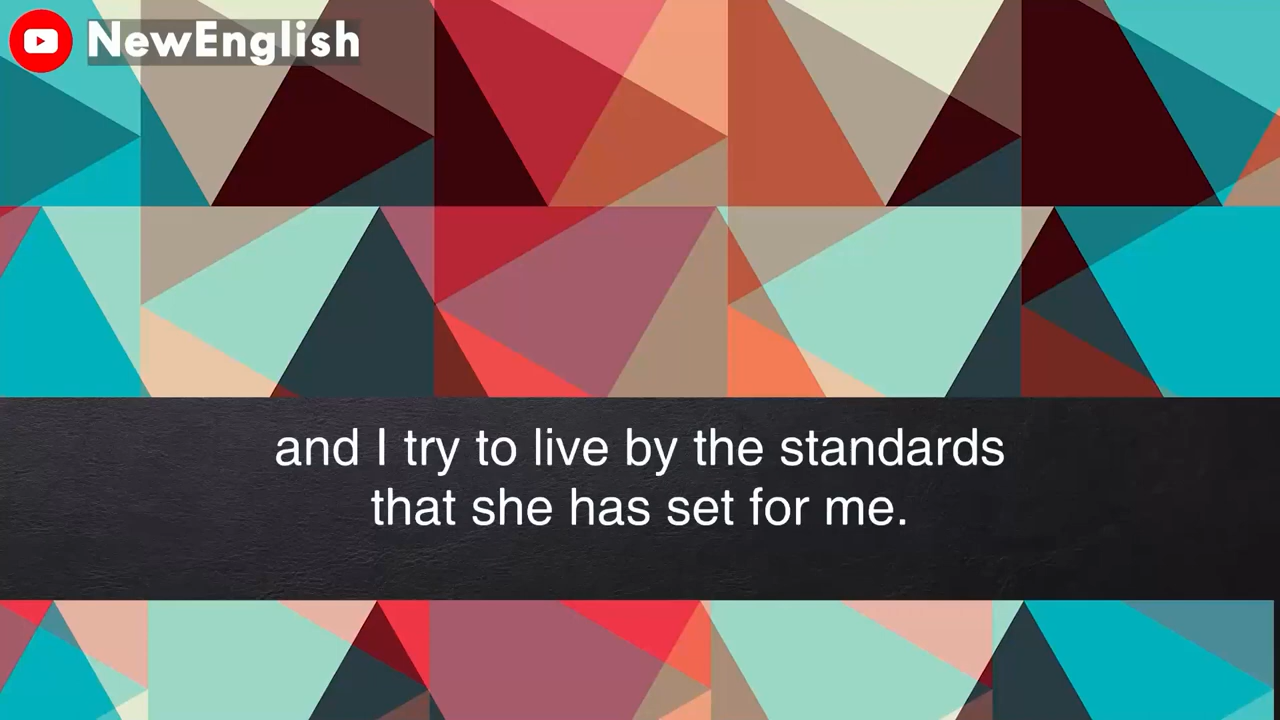 NewEnglish
and I try to live by the standards
that she has set for me.